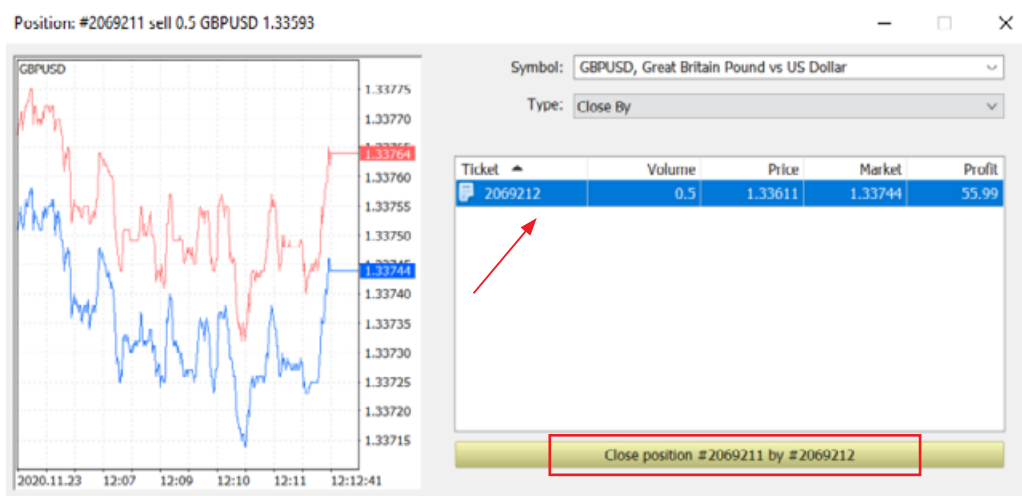 Position: #2069211 sell 0.5 GBPUSD 1.33593
GBPUSD
1.33775
1.33770
1.33764
1.33760
1.33755
1.33750
1.33744
1.33740
1.33735
1.33730
1.33725
1.33720
1.33715
2020.11.23 12:07 12:09 12:10 12:11 12:12:41
Symbol: GBPUSD, Great Britain Pound vs US Dollar
Type: Close By
Ticket Volume Price Market Profit
2069212 0.5 1.33611 1.33744 55.99
Close position #2069211 by #2069212